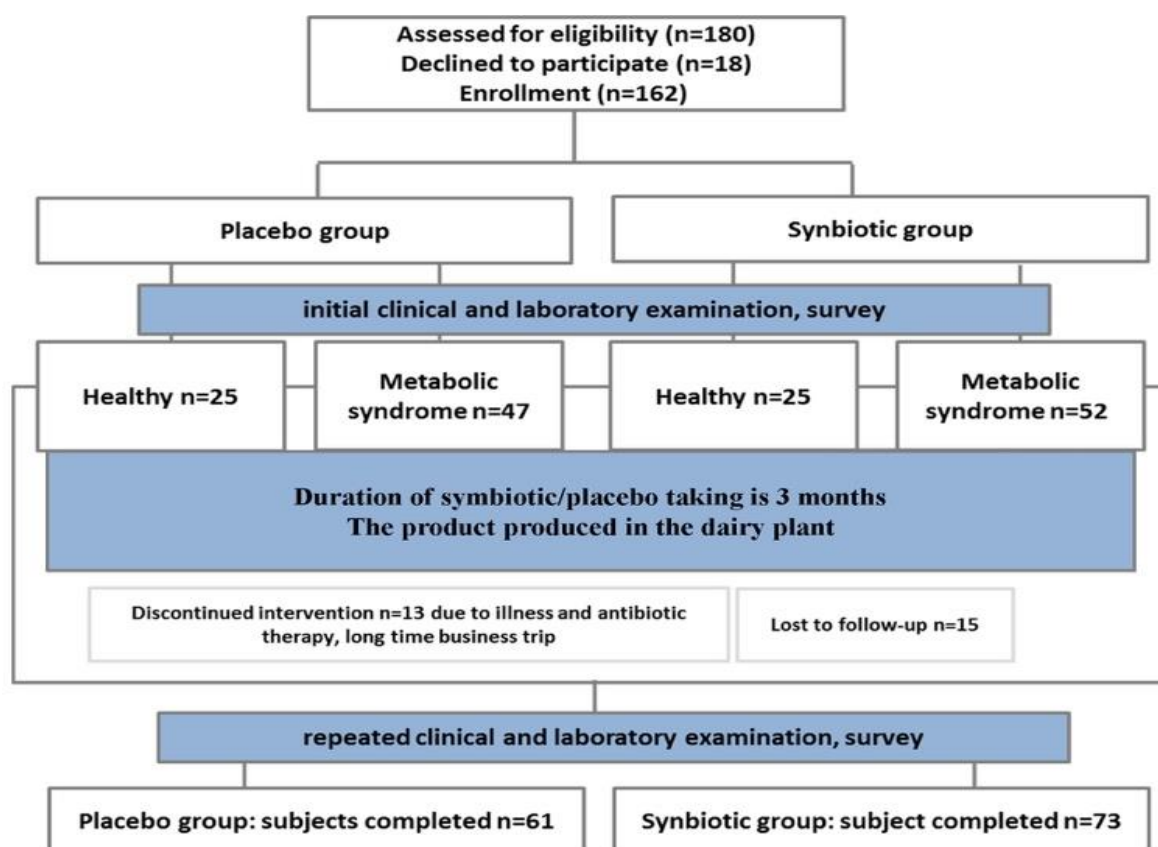 Assessed for eligibility (n=180)
Declined to participate (n=18)
Enrollment (n=162)
Placebo group
Synbiotic group
initial clinical and laboratory examination, survey
Healthy n=25
Metabolic
syndrome n=47
Healthy n=25
Metabolic
syndrome n=52
Duration of symbiotic/placebo taking is 3 months
The product produced in the dairy plant
Discontinued intervention n=13 due to illness and antibiotic
therapy, long time business trip
Lost to follow-up n=15
repeated clinical and laboratory examination, survey
Placebo group: subjects completed n=61
Synbiotic group: subject completed n=73